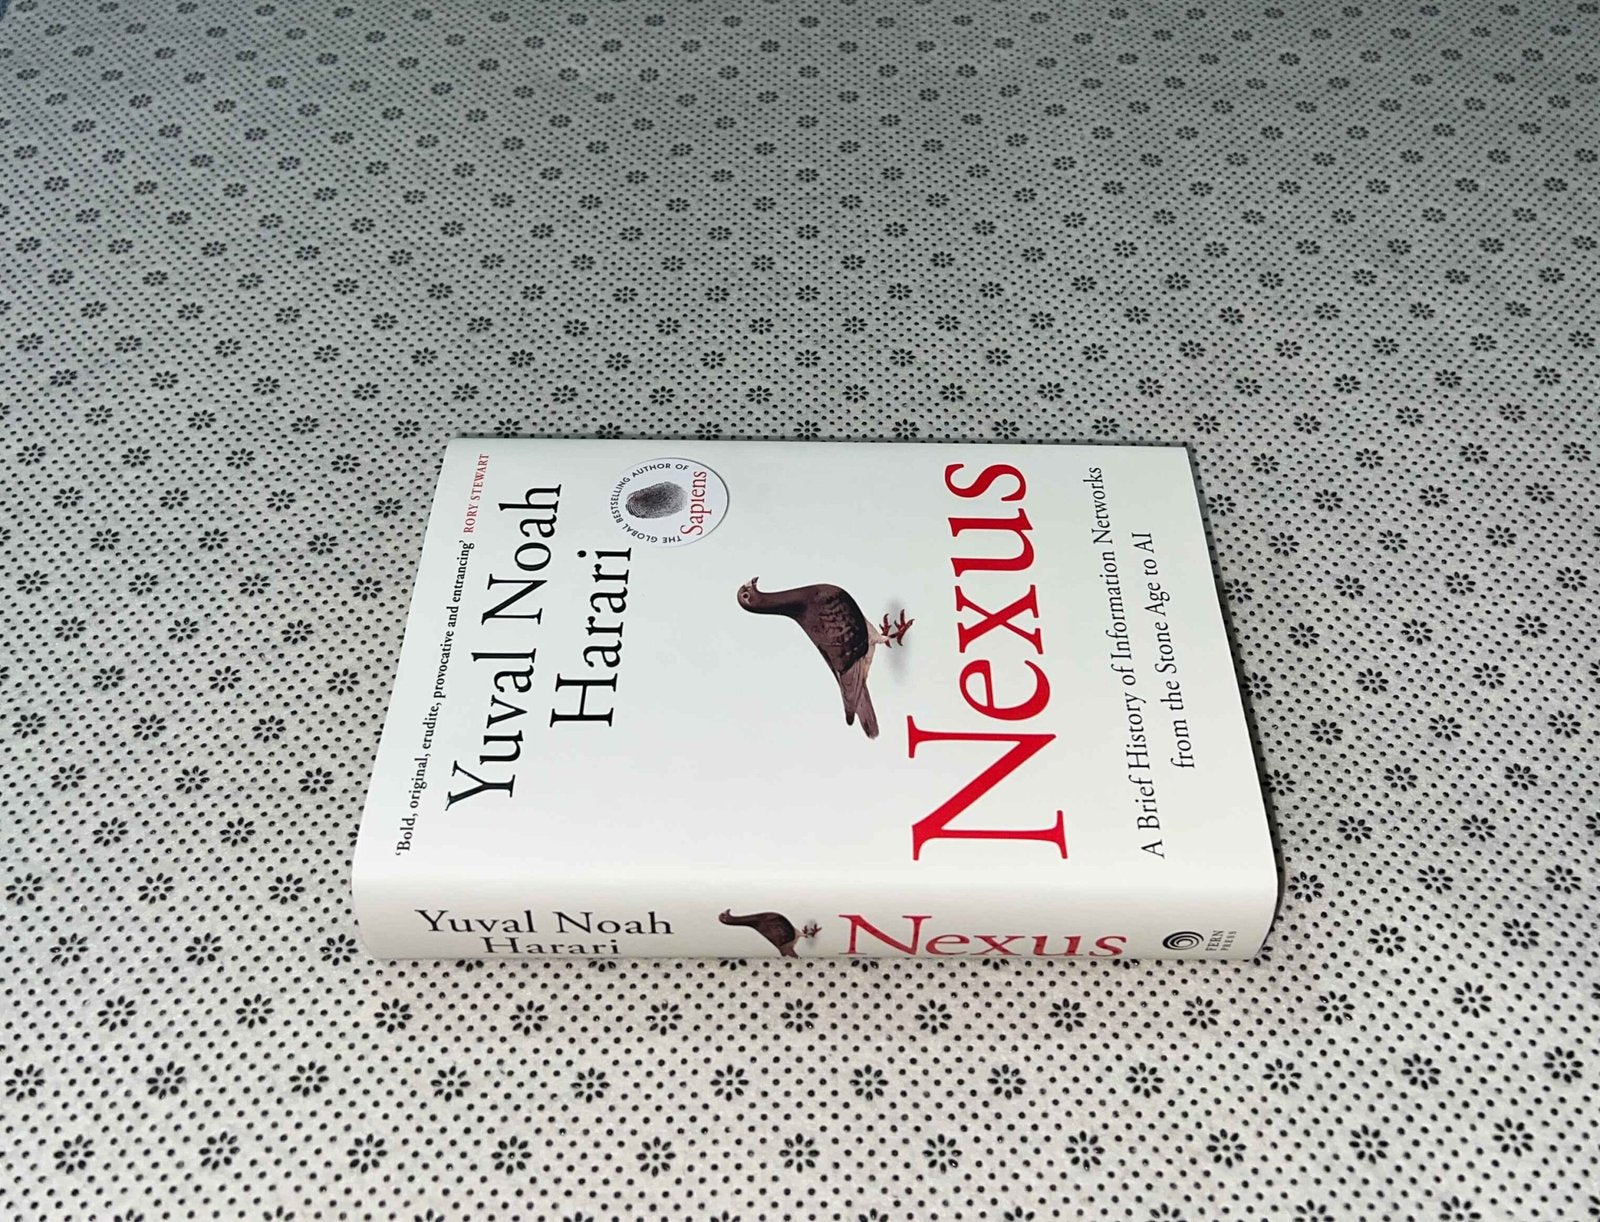 ‘Bold, original, erudite, provocative and entrancing’ RORY STEWART
Yuval Noah
Harari
THE GLOBAL BESTSELLING AUTHOR OF
Sapiens
Nexus
A Brief History of Information Networks
from the Stone Age to AI
Yuval Noah
Harari
Nexus
FERN
PRESS